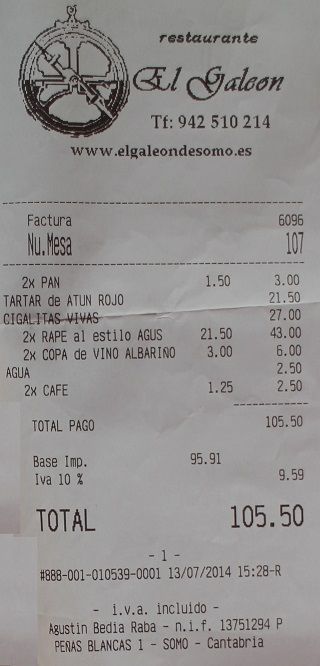 restaurante
El Galeon
Tf: 942 510 214
www.elgaleondesomo.es
Factura 6096
Nu.Mesa 107
2x PAN 1.50 3.00
TARTAR de ATUN ROJO 21.50
CIGALITAS VIVAS 27.00
2x RAPE al estilo AGUS 21.50 43.00
2x COPA de VINO ALBARIÑO 3.00 6.00
AGUA 2.50
2x CAFE 1.25 2.50
TOTAL PAGO 105.50
Base Imp. 95.91
Iva 10 % 9.59
TOTAL 105.50
- 1 -
#888-001-010539-0001 13/07/2014 15:28-R
- i.v.a. incluido -
Agustin Bedia Raba - n.i.f. 13751294 P
PEÑAS BLANCAS 1 - SOMO - Cantabria